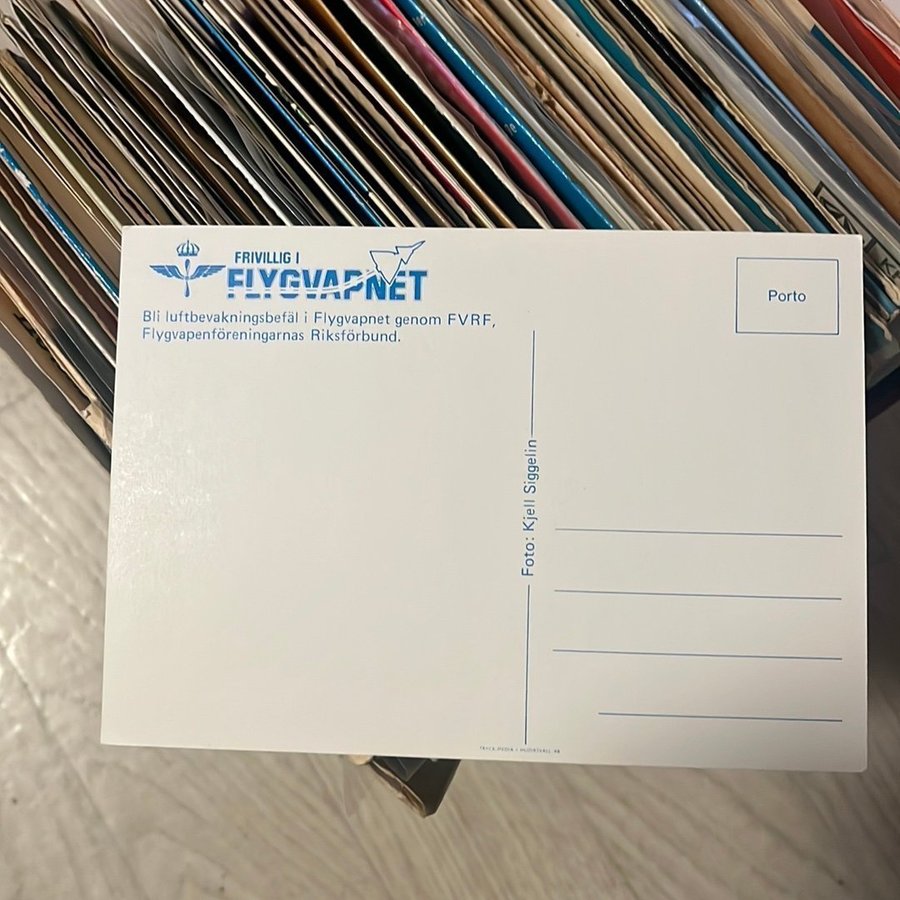 FRIVILLIG I
FLYGVAPNET
Bli luftbevakningsbefäl i Flygvapnet genom FVRF,
Flygvapenföreningarnas Riksförbund.
Porto
Foto: Kjell Siggelin